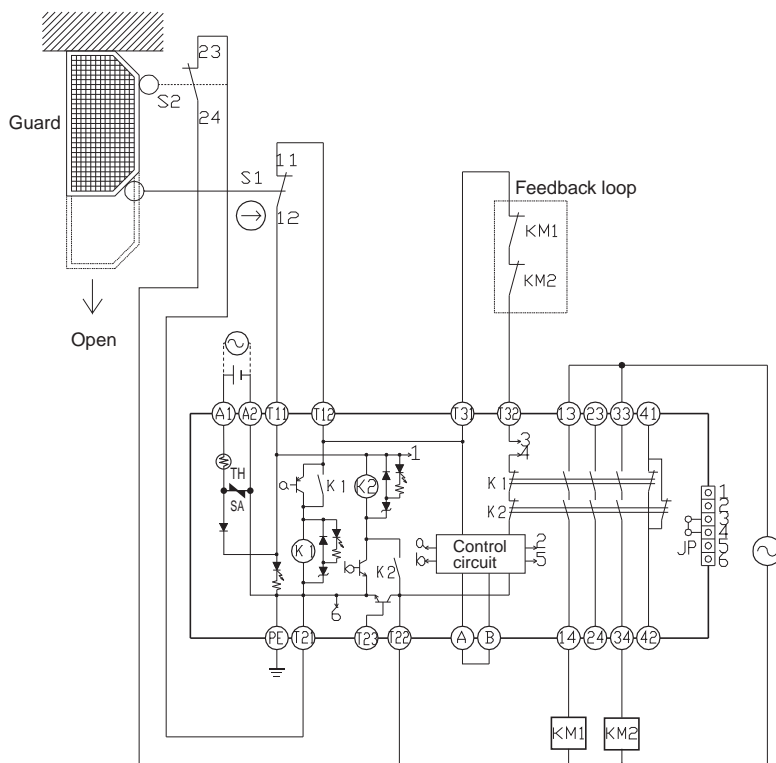 23
S2
24
Guard
11
S1
12
Feedback loop
KM1
KM2
Open
A1 A2 T11 T12 T31 T32 13 23 33 41
1
3
4
TH
SA
a
K1
K2
K1
K2
K1
b
K2
a
b
Control
circuit
2
5
6
JP
1
2
3
4
5
6
PE T21 T23 T22 A B 14 24 34 42
KM1
KM2